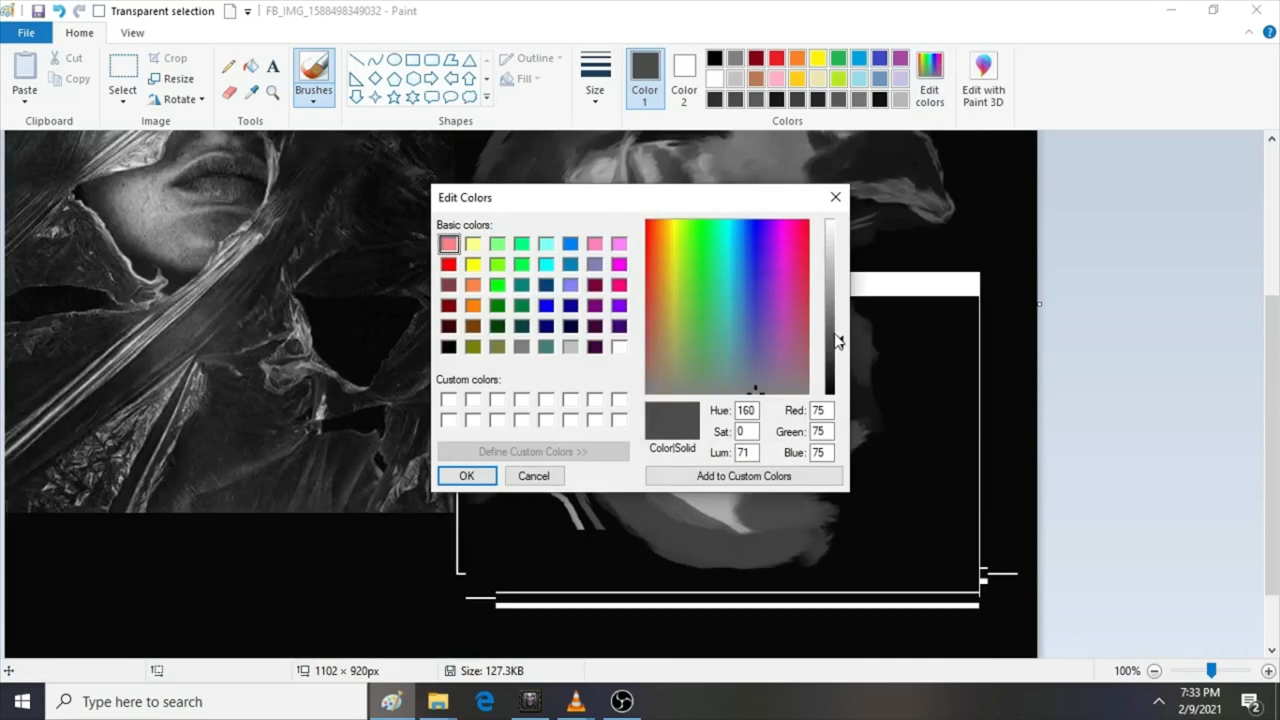 Transparent selection
FB_IMG_1588498349032 - Paint
File
Home
View
Paste
Cut
Copy
Clipboard
Select
Crop
Resize
Rotate
Image
Tools
Brushes
Outline
Fill
Shapes
Size
Color 1
Color 2
Edit colors
Edit with Paint 3D
Colors
Edit Colors
Basic colors:
Custom colors:
Define Custom Colors >>
OK
Cancel
Color|Solid
Hue: 160
Sat: 0
Lum: 71
Red: 75
Green: 75
Blue: 75
Add to Custom Colors
1102 × 920px
Size: 127.3KB
100%
Type here to search
7:33 PM
2/9/2021
2